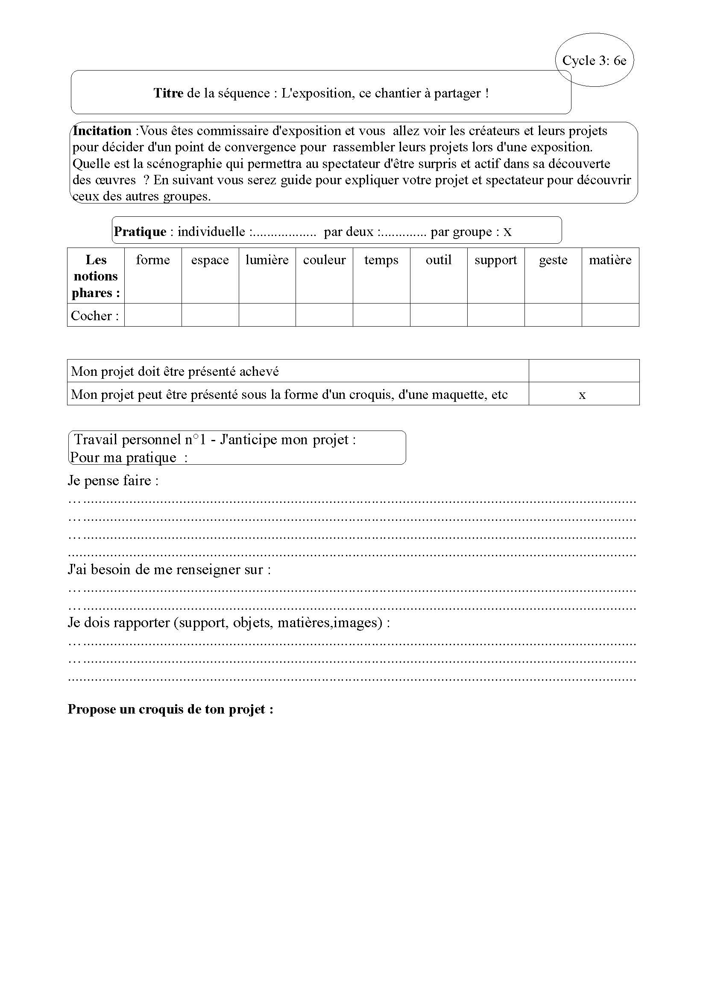 Cycle 3: 6e
Titre de la séquence : L'exposition, ce chantier à partager !
Incitation :Vous êtes commissaire d'exposition et vous  allez voir les créateurs et leurs projets
pour décider d'un point de convergence pour  rassembler leurs projets lors d'une exposition.
Quelle est la scénographie qui permettra au spectateur d'être surpris et actif dans sa découverte
des œuvres  ? En suivant vous serez guide pour expliquer votre projet et spectateur pour découvrir
ceux des autres groupes.
Pratique : individuelle :..................  par deux :............. par groupe : X
Les notions phares : forme espace lumière couleur temps outil support geste matière
Cocher :
Mon projet doit être présenté achevé
Mon projet peut être présenté sous la forme d'un croquis, d'une maquette, etc x
Travail personnel n°1 - J'anticipe mon projet :
Pour ma pratique  :
Je pense faire :
…...............................................................................................................................................
…...............................................................................................................................................
…...............................................................................................................................................
..................................................................................................................................................
J'ai besoin de me renseigner sur :
…...............................................................................................................................................
…...............................................................................................................................................
Je dois rapporter (support, objets, matières,images) :
…...............................................................................................................................................
…...............................................................................................................................................
..................................................................................................................................................
Propose un croquis de ton projet :